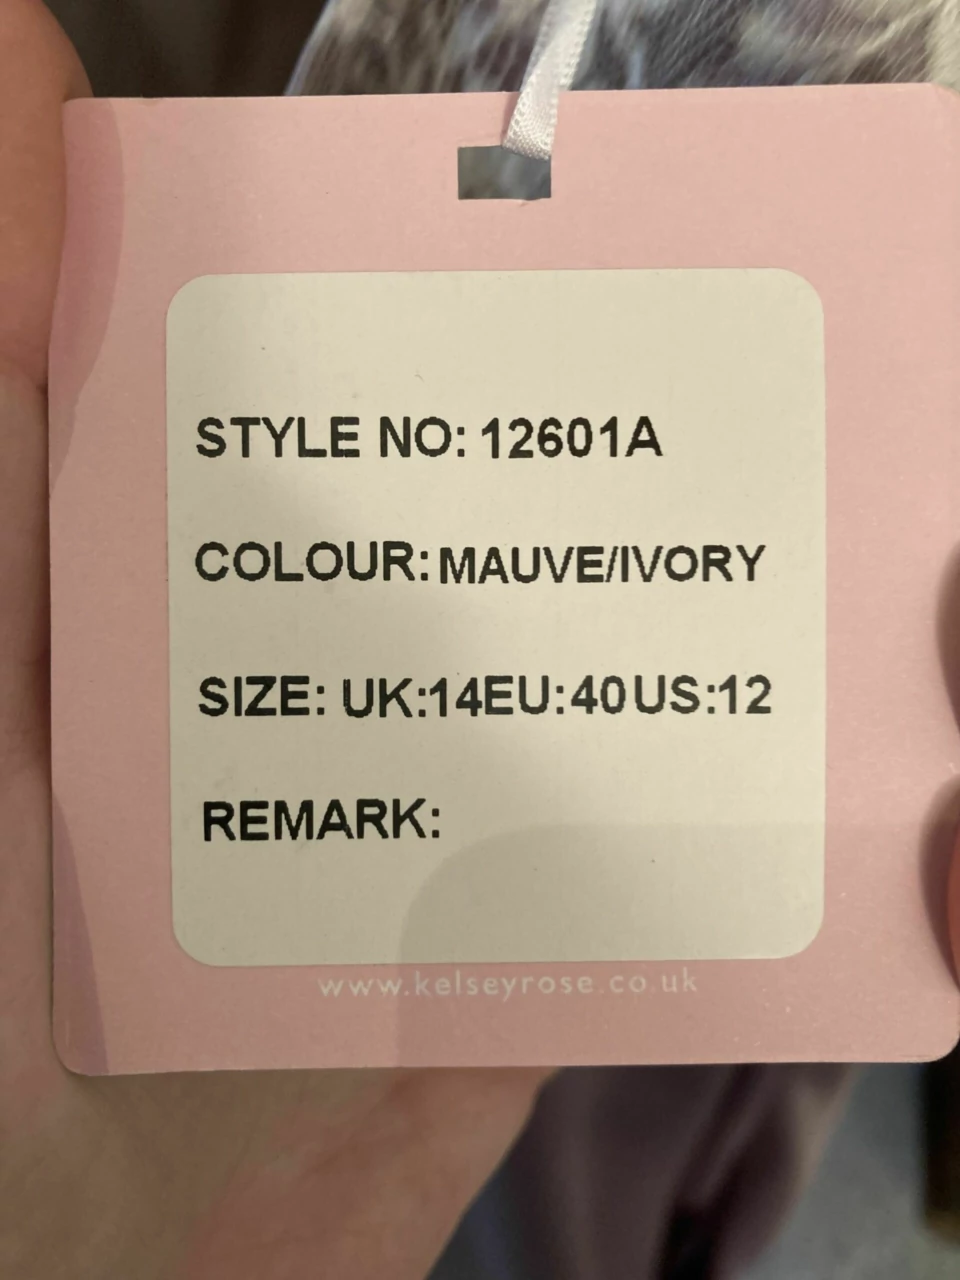 STYLE NO: 12601A
COLOUR: MAUVE/IVORY
SIZE: UK:14EU:40US:12
REMARK:
www.kelseyrose.co.uk